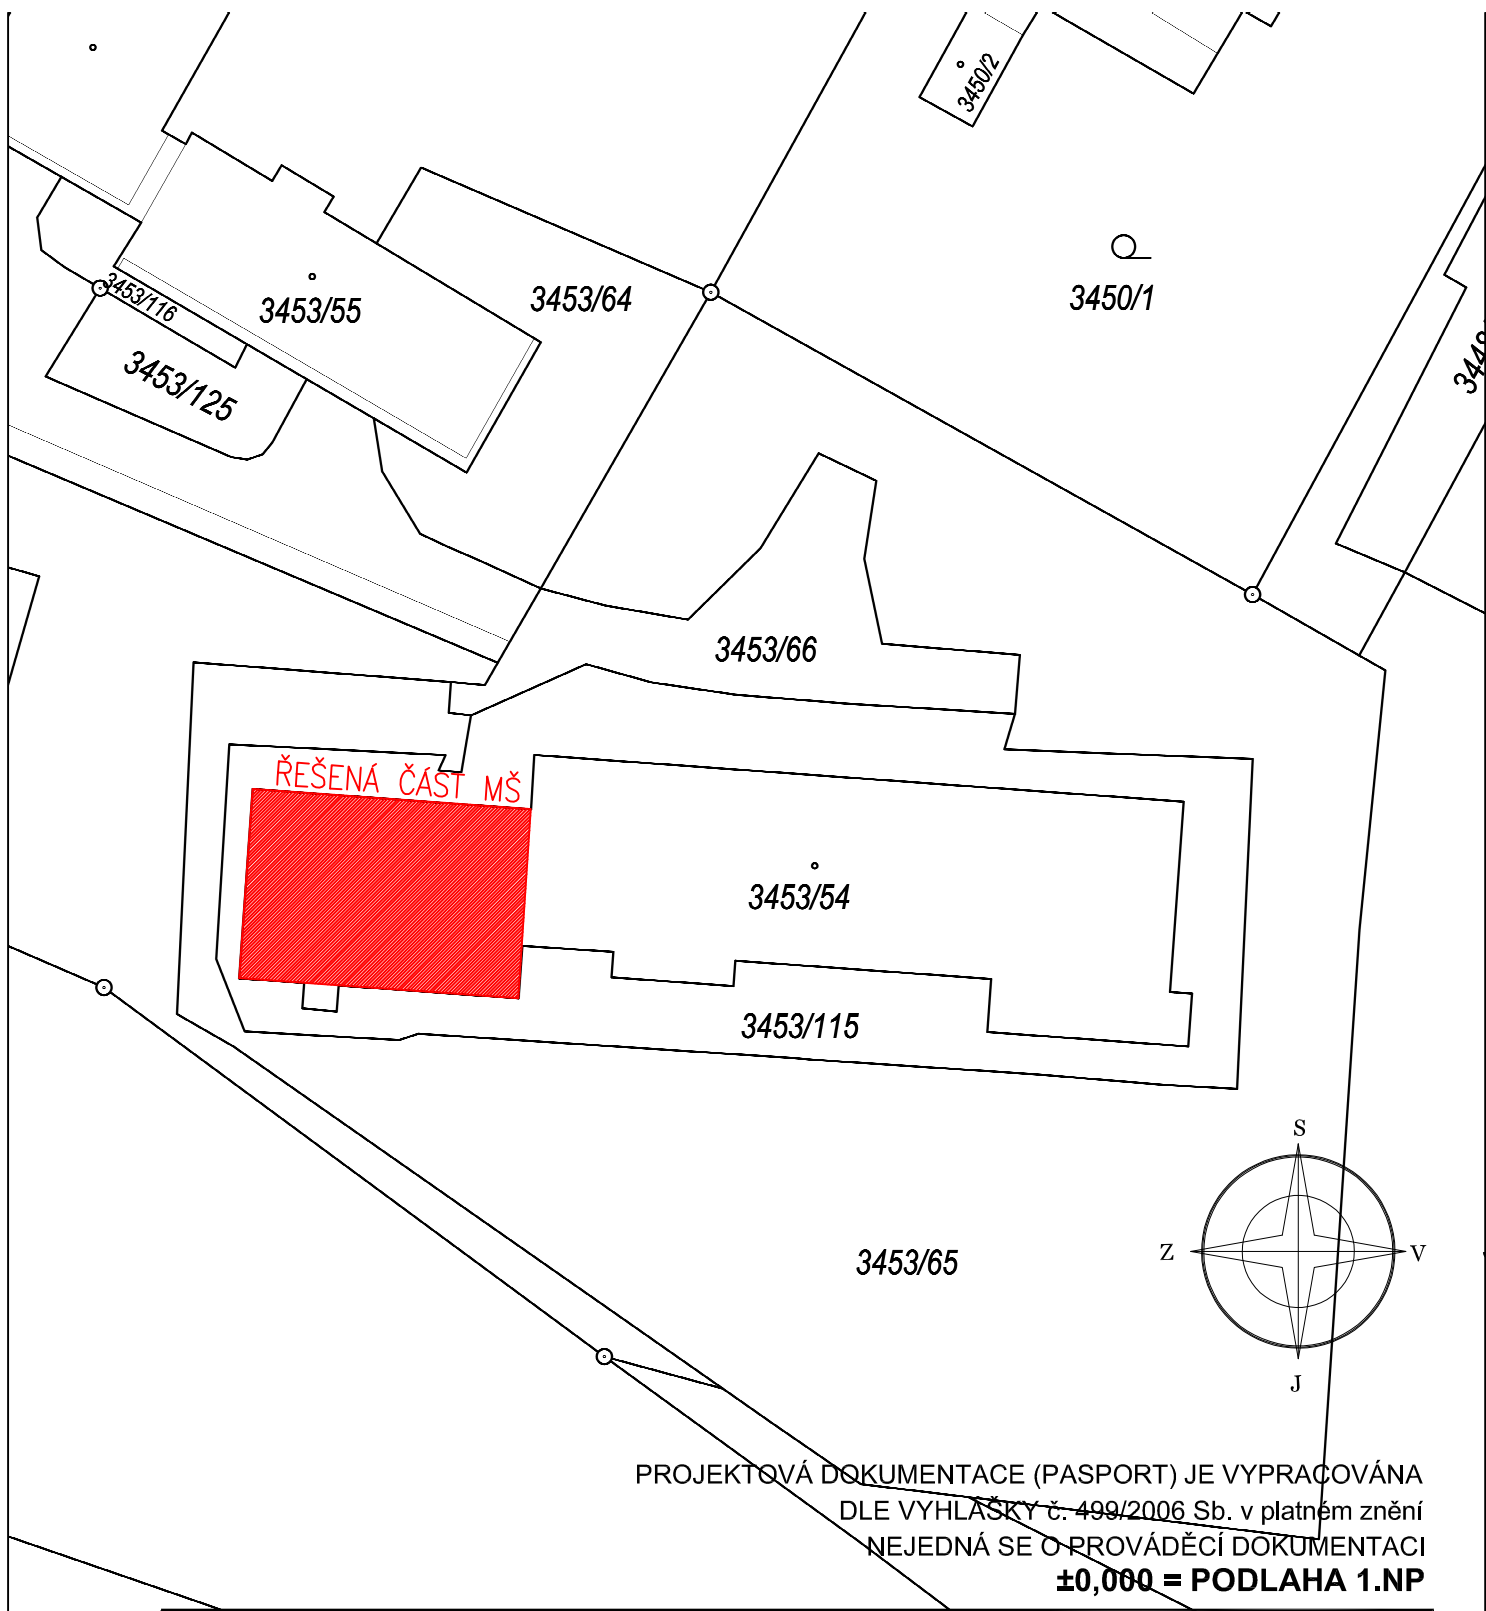 3450/2
3453/116
3453/55
3453/64
3450/1
3453/125
3453/66
ŘEŠENÁ ČÁST MŠ
3453/54
3453/115
S
Z
V
J
3453/65
PROJEKTOVÁ DOKUMENTACE (PASPORT) JE VYPRACOVÁNA
DLE VYHLÁŠKY č. 499/2006 Sb. v platném znění
NEJEDNÁ SE O PROVÁDĚCÍ DOKUMENTACI
±0,000 = PODLAHA 1.NP